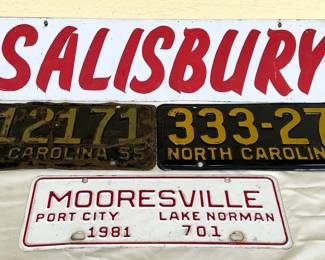 SALISBURY
12171
CAROLINA 55
333-27
NORTH CAROLIN
MOORESVILLE
PORT CITY LAKE NORMAN
1981 701